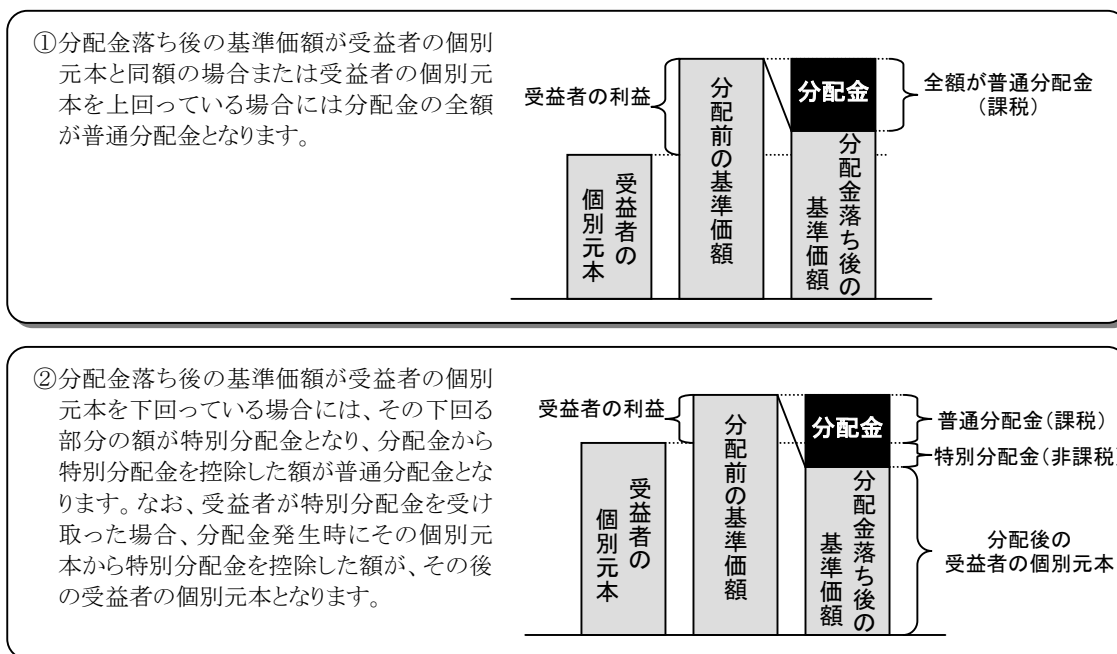 ①分配金落ち後の基準価額が受益者の個別
元本と同額の場合または受益者の個別元
本を上回っている場合には分配金の全額
が普通分配金となります。
受益者の利益
受益者の
個別元本
分配前の基準価額
分配金
分配金落ち後の
基準価額
全額が普通分配金
(課税)
②分配金落ち後の基準価額が受益者の個別
元本を下回っている場合には、その下回る
部分の額が特別分配金となり、分配金から
特別分配金を控除した額が普通分配金とな
ります。なお、受益者が特別分配金を受け
取った場合、分配金発生時にその個別元
本から特別分配金を控除した額が、その後
の受益者の個別元本となります。
受益者の利益
受益者の
個別元本
分配前の基準価額
分配金
分配金落ち後の
基準価額
普通分配金(課税)
特別分配金(非課税)
分配後の
受益者の個別元本